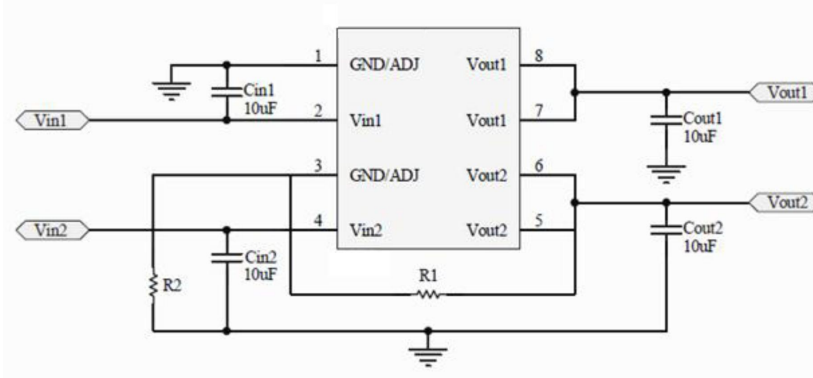 1 GND/ADJ Vout1 8
Cin1
10uF
Vin1 2 Vin1 Vout1 7
Vout1
Cout1
10uF
3 GND/ADJ Vout2 6
Vout2
Vin2 4 Vin2 Vout2 5
Cout2
10uF
Cin2
10uF
R1
R2